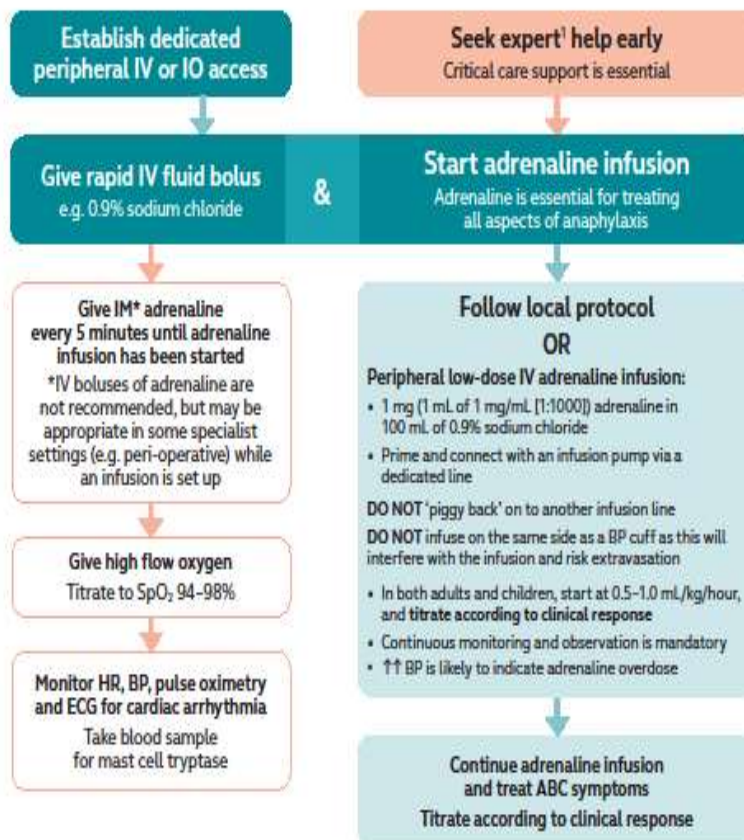 Establish dedicated
peripheral IV or IO access
Seek expert¹ help early
Critical care support is essential
Give rapid IV fluid bolus
e.g. 0.9% sodium chloride
&
Start adrenaline infusion
Adrenaline is essential for treating
all aspects of anaphylaxis
Give IM* adrenaline
every 5 minutes until adrenaline
infusion has been started
*IV boluses of adrenaline are
not recommended, but may be
appropriate in some specialist
settings (e.g. peri-operative) while
an infusion is set up
Give high flow oxygen
Titrate to SpO₂ 94–98%
Monitor HR, BP, pulse oximetry
and ECG for cardiac arrhythmia
Take blood sample
for mast cell tryptase
Follow local protocol
OR
Peripheral low-dose IV adrenaline infusion:
• 1 mg (1 mL of 1 mg/mL [1:1000]) adrenaline in
100 mL of 0.9% sodium chloride
• Prime and connect with an infusion pump via a
dedicated line
DO NOT 'piggy back' on to another infusion line
DO NOT infuse on the same side as a BP cuff as this will
interfere with the infusion and risk extravasation
• In both adults and children, start at 0.5–1.0 mL/kg/hour,
and titrate according to clinical response
• Continuous monitoring and observation is mandatory
• ↑↑ BP is likely to indicate adrenaline overdose
Continue adrenaline infusion
and treat ABC symptoms
Titrate according to clinical response